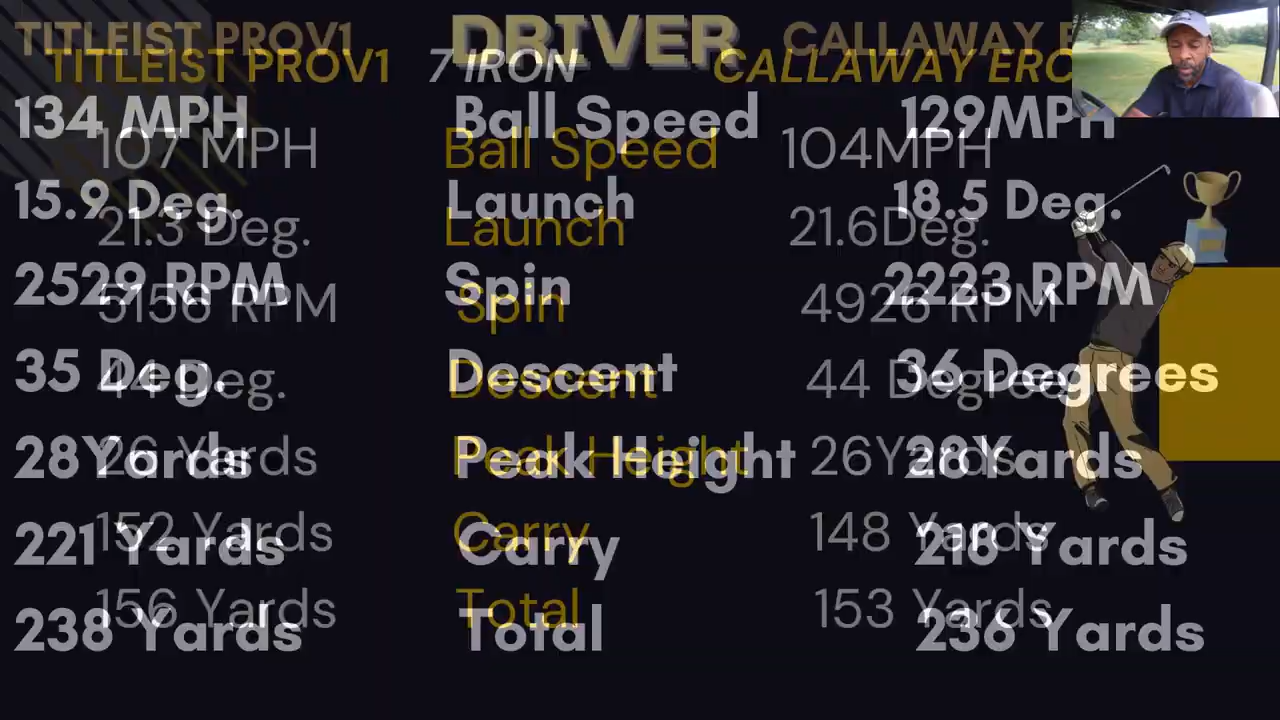 TITLEIST PROV1 DRIVER CALLAWAY E
TITLEIST PROV1 7 IRON CALLAWAY ERC
134 MPH Ball Speed 129MPH
107 MPH Ball Speed 104MPH
15.9 Deg. Launch 18.5 Deg.
21.3 Deg. Launch 21.6Deg.
2529 RPM Spin 2223 RPM
5156 RPM Spin 4926 RPM
35 Deg. Descent 36 Degrees
44 Deg. Descent 44 Degrees
28Yards Peak Height 28Yards
26 Yards Peak Height 26Yards
152 Yards Carry 148 Yards
221 Yards Carry 218 Yards
156 Yards Total 153 Yards
238 Yards Total 236 Yards